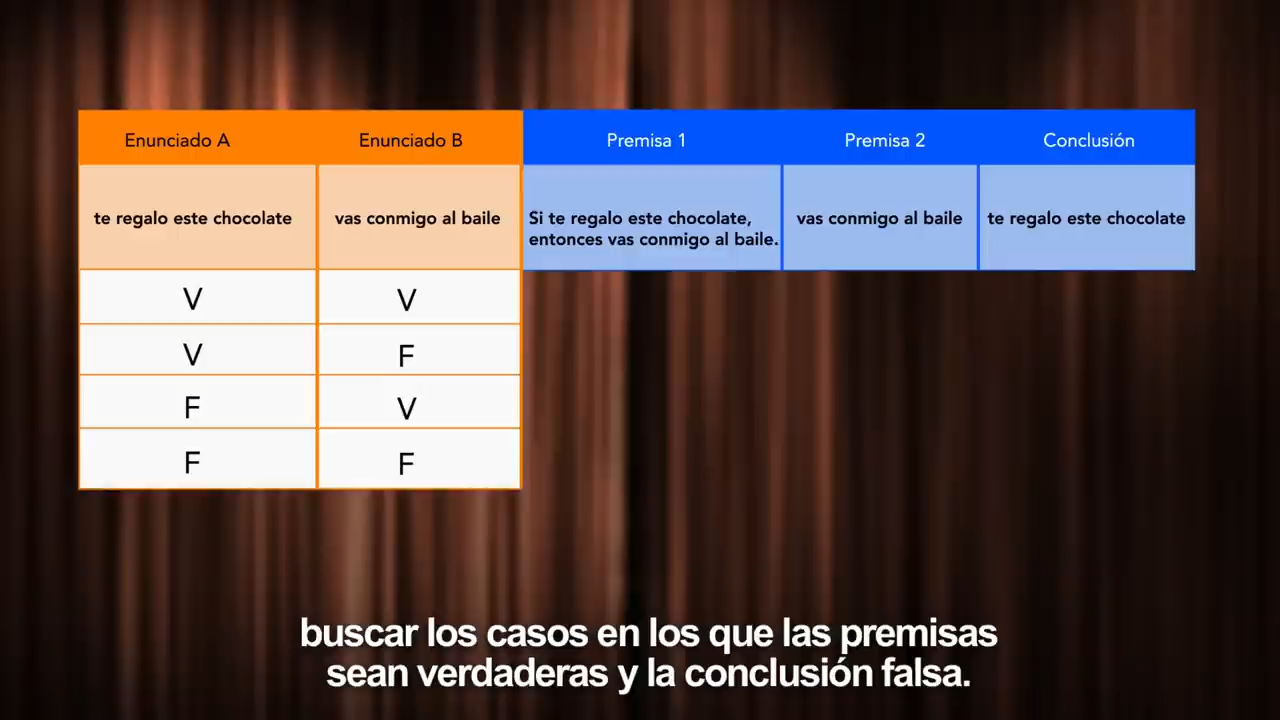 Enunciado A
Enunciado B
Premisa 1
Premisa 2
Conclusión
te regalo este chocolate
vas conmigo al baile
Si te regalo este chocolate,
entonces vas conmigo al baile.
vas conmigo al baile
te regalo este chocolate
V
V
V
F
F
V
F
F
buscar los casos en los que las premisas
sean verdaderas y la conclusión falsa.